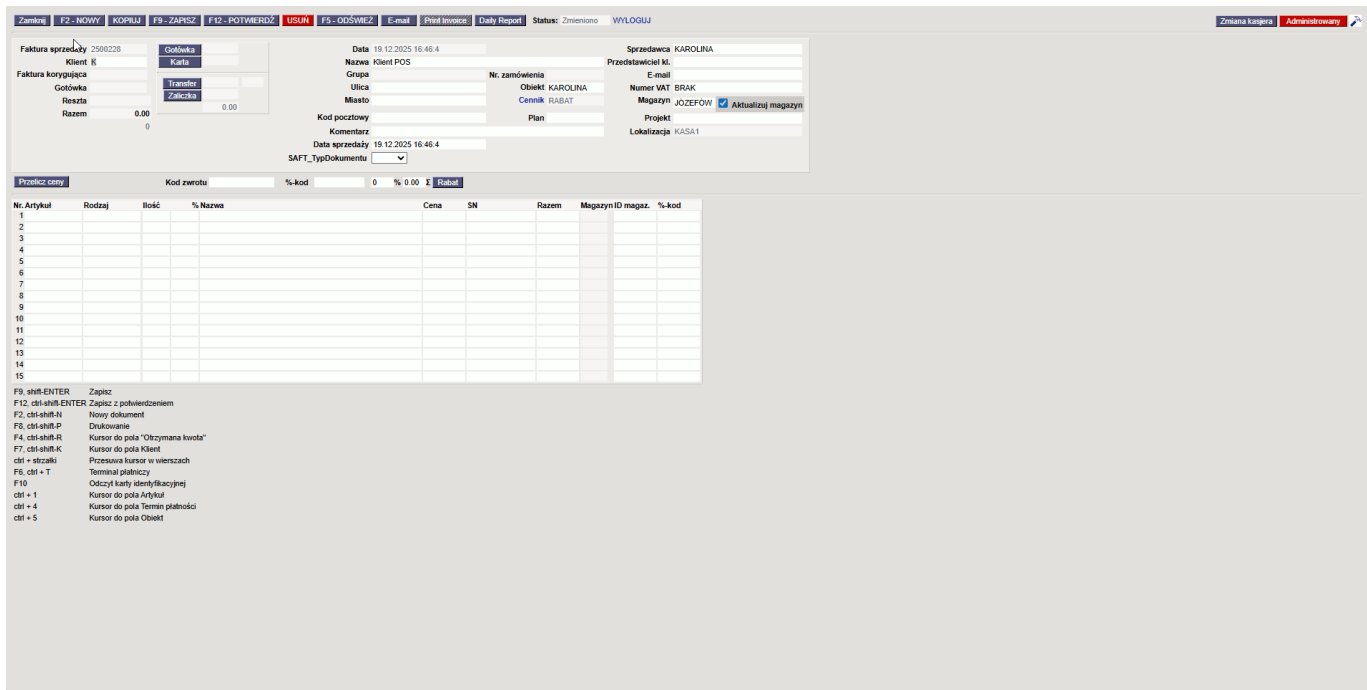 Zamknij F2 - NOWY KOPIUJ F9 - ZAPISZ F12 - POTWIERDŹ USUŃ F5 - ODŚWIEŻ E-mail Print Invoice Daily Report Status: Zmieniono WYLOGUJ Zmiana kasjera Administrowany
Faktura sprzedaży 2500228 Gotówka Data 19.12.2025 16:46:4 Sprzedawca KAROLINA
Klient K Karta Nazwa Klient POS Przedstawiciel kl.
Faktura korygująca Grupa Nr. zamówienia E-mail
Gotówka Transfer Ulica Obiekt KAROLINA Numer VAT BRAK
Reszta Zaliczka Miasto Cennik RABAT Magazyn JÓZEFÓW Aktualizuj magazyn
0.00
Razem 0.00 Kod pocztowy Plan Projekt
0 Komentarz Lokalizacja KASA1
Data sprzedaży 19.12.2025 16:46:4
SAFT_TypDokumentu
Przelicz ceny Kod zwrotu %-kod 0 % 0.00 Σ Rabat
Nr. Artykuł Rodzaj Ilość % Nazwa Cena SN Razem Magazyn ID magaz. %-kod
1
2
3
4
5
6
7
8
9
10
11
12
13
14
15
F9, shift-ENTER Zapisz
F12, ctrl-shift-ENTER Zapisz z potwierdzeniem
F2, ctrl-shift-N Nowy dokument
F8, ctrl-shift-P Drukowanie
F4, ctrl-shift-R Kursor do pola "Otrzymana kwota"
F7, ctrl-shift-K Kursor do pola Klient
ctrl + strzałki Przesuwa kursor w wierszach
F6, ctrl + T Terminal płatniczy
F10 Odczyt karty identyfikacyjnej
ctrl + 1 Kursor do pola Artykuł
ctrl + 4 Kursor do pola Termin płatności
ctrl + 5 Kursor do pola Obiekt